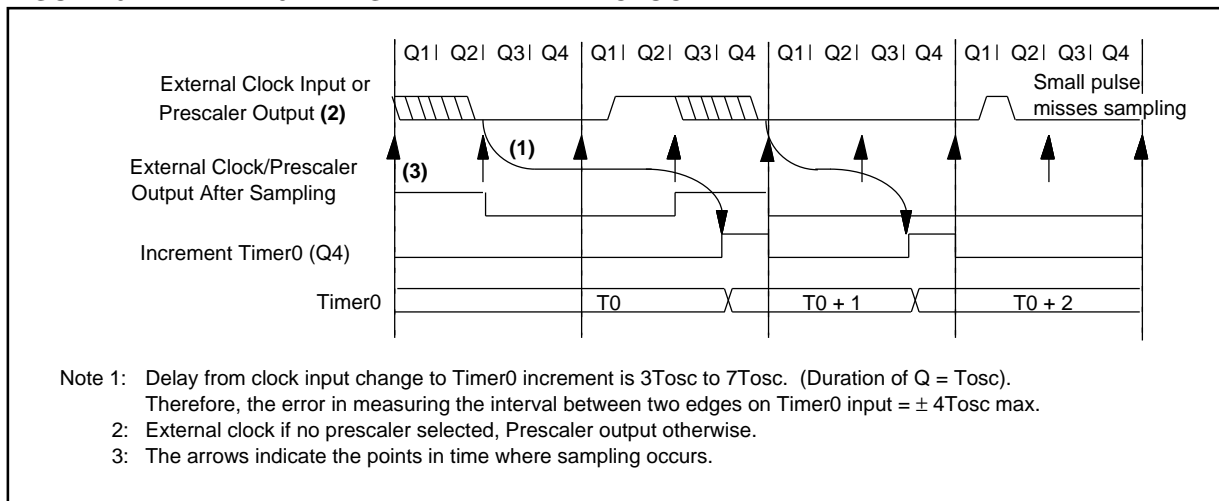 Q1| Q2| Q3| Q4 Q1| Q2| Q3| Q4 Q1| Q2| Q3| Q4 Q1| Q2| Q3| Q4
External Clock Input or
Prescaler Output (2)
Small pulse
misses sampling
(1)
(3)
External Clock/Prescaler
Output After Sampling
Increment Timer0 (Q4)
Timer0 T0 T0 + 1 T0 + 2
Note 1: Delay from clock input change to Timer0 increment is 3Tosc to 7Tosc. (Duration of Q = Tosc).
Therefore, the error in measuring the interval between two edges on Timer0 input = ± 4Tosc max.
2: External clock if no prescaler selected, Prescaler output otherwise.
3: The arrows indicate the points in time where sampling occurs.